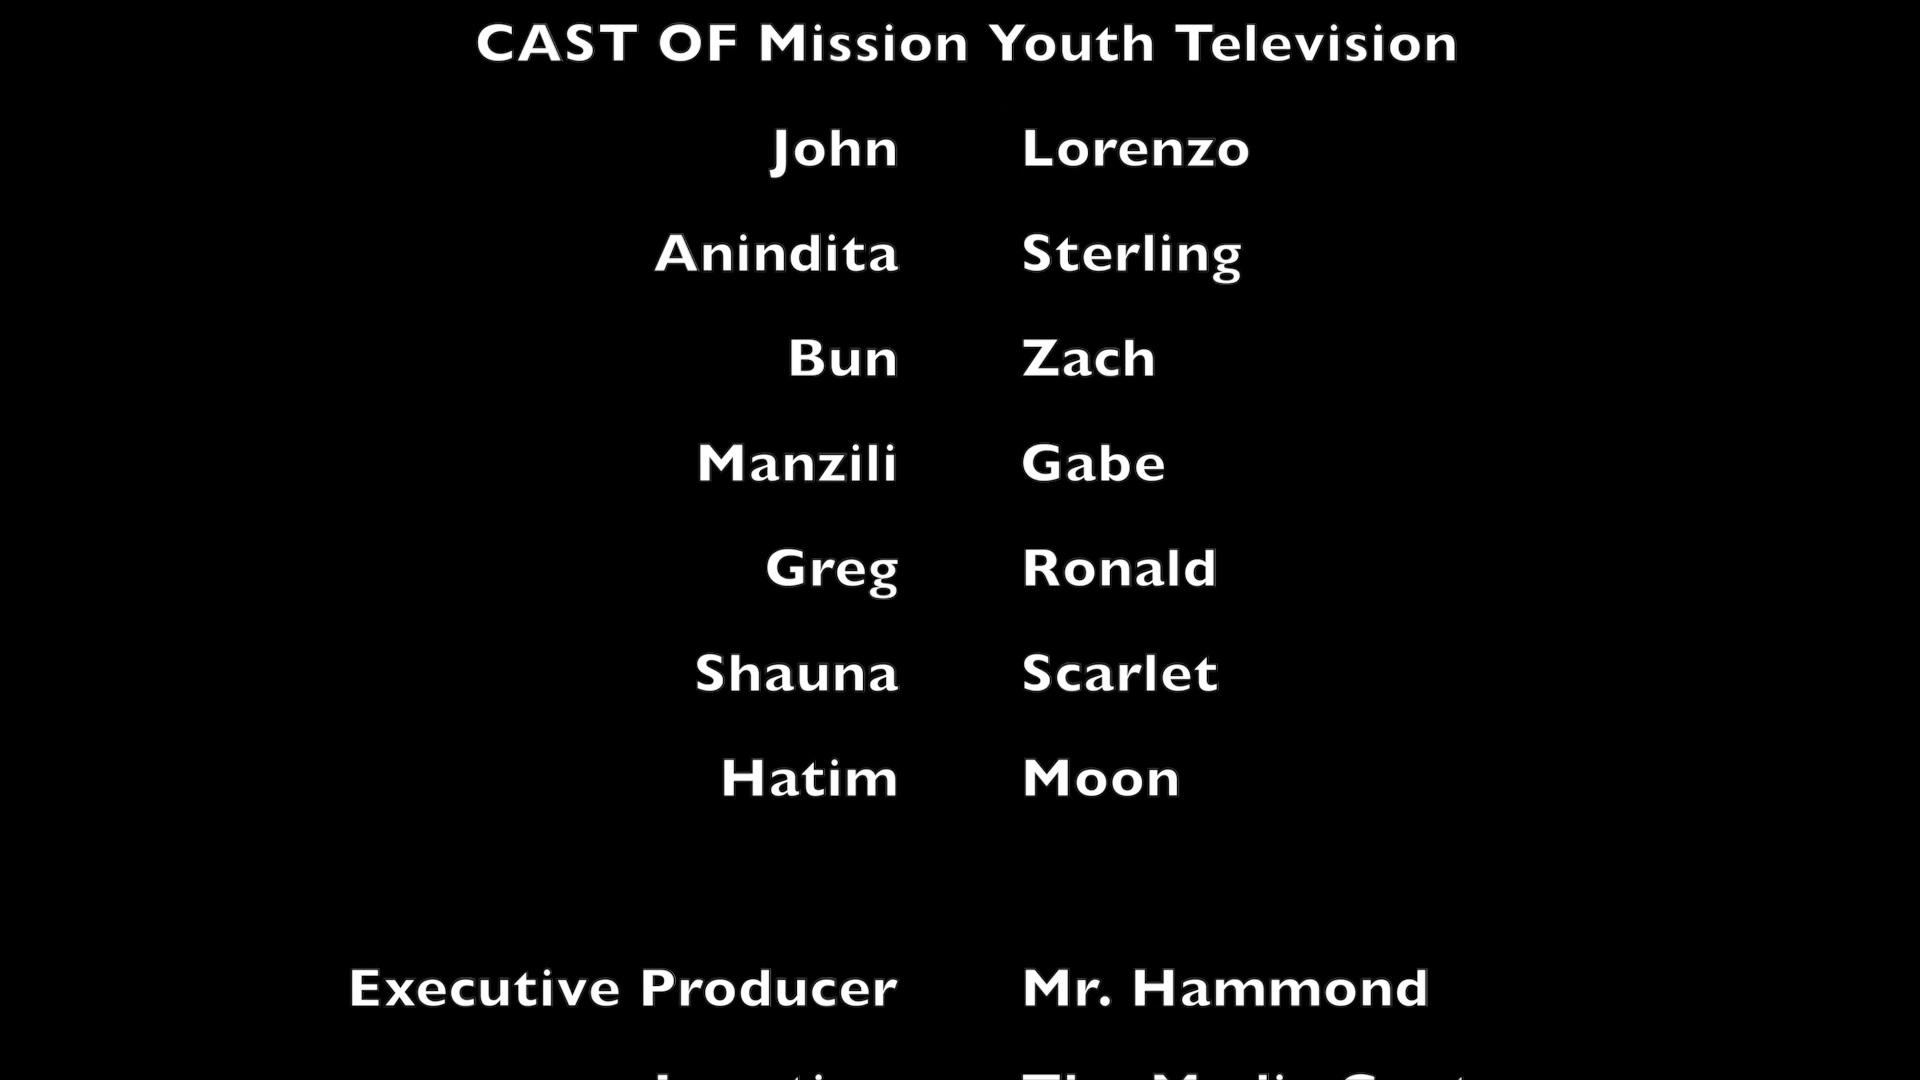 CAST OF Mission Youth Television
John Lorenzo
Anindita Sterling
Bun Zach
Manzili Gabe
Greg Ronald
Shauna Scarlet
Hatim Moon
Executive Producer Mr. Hammond